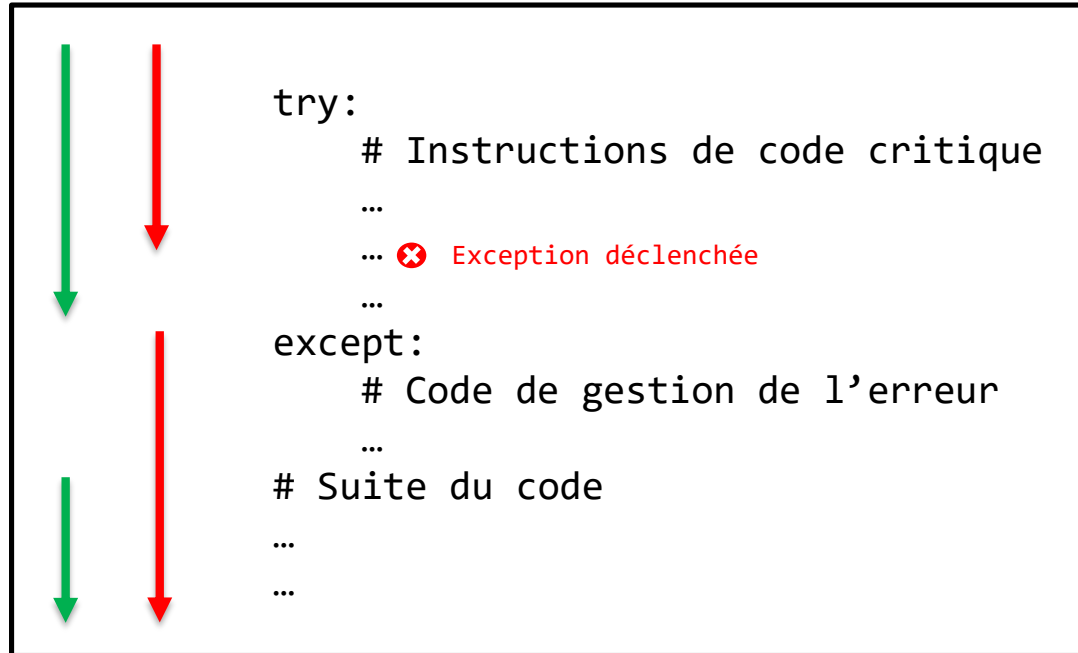 try:
# Instructions de code critique
…
… Exception déclenchée
…
except:
# Code de gestion de l’erreur
…
# Suite du code
…
…